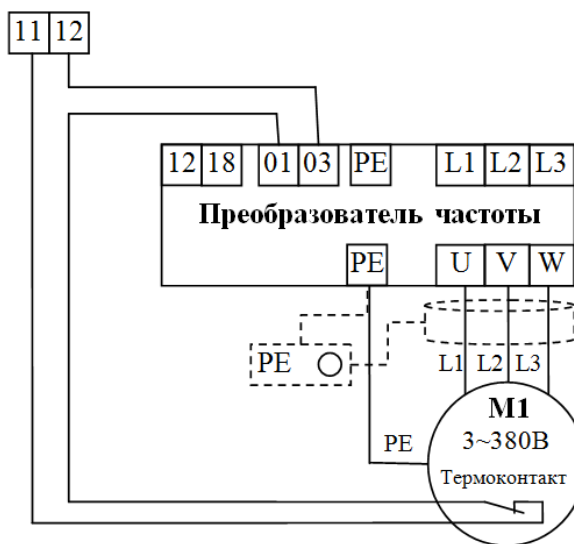 11 12
12 18 01 03 PE L1 L2 L3
Преобразователь частоты
PE U V W
PE
L1 L2 L3
M1
PE 3~380В
Термоконтакт